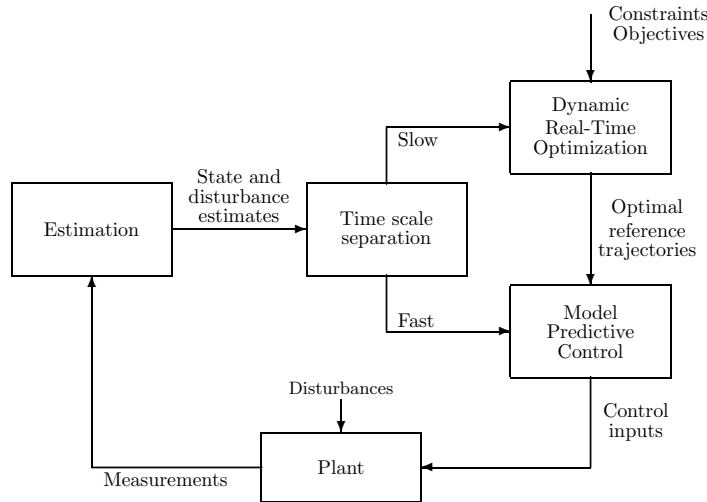 Constraints
Objectives
Dynamic
Real-Time
Optimization
Slow
State and
disturbance
estimates
Estimation
Time scale
separation
Optimal
reference
trajectories
Fast
Model
Predictive
Control
Disturbances
Control
inputs
Plant
Measurements